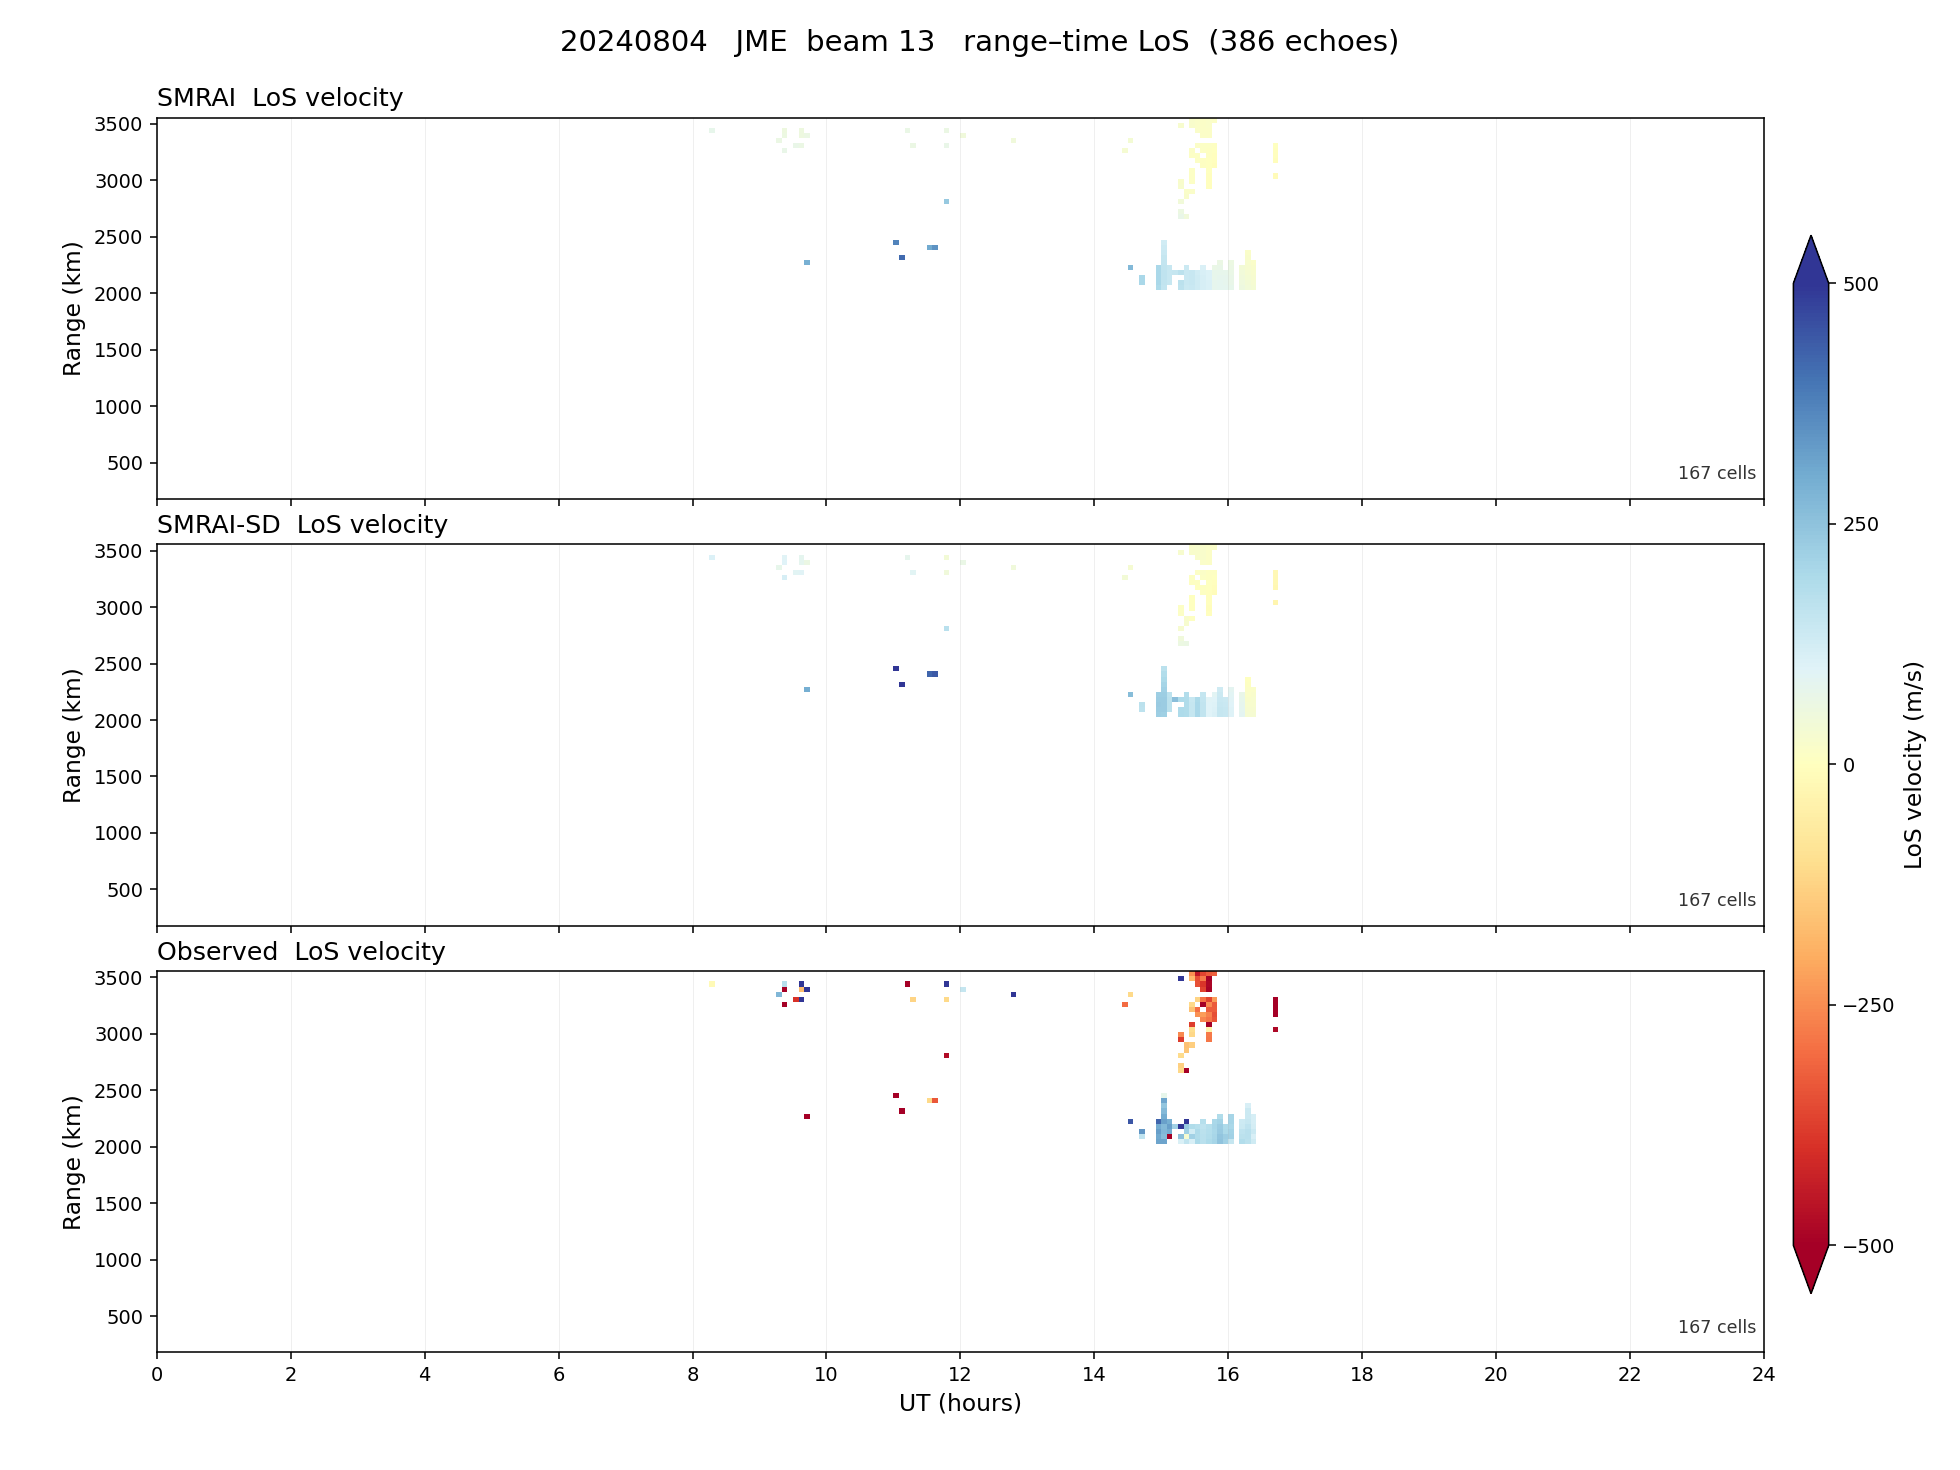 20240804   JME  beam 13   range–time LoS  (386 echoes)
SMRAI  LoS velocity
3500
3000
2500
2000
1500
1000
500
Range (km)
167 cells
SMRAI-SD  LoS velocity
3500
3000
2500
2000
1500
1000
500
Range (km)
167 cells
Observed  LoS velocity
3500
3000
2500
2000
1500
1000
500
Range (km)
167 cells
0 2 4 6 8 10 12 14 16 18 20 22 24
UT (hours)
500
250
0
−250
−500
LoS velocity (m/s)